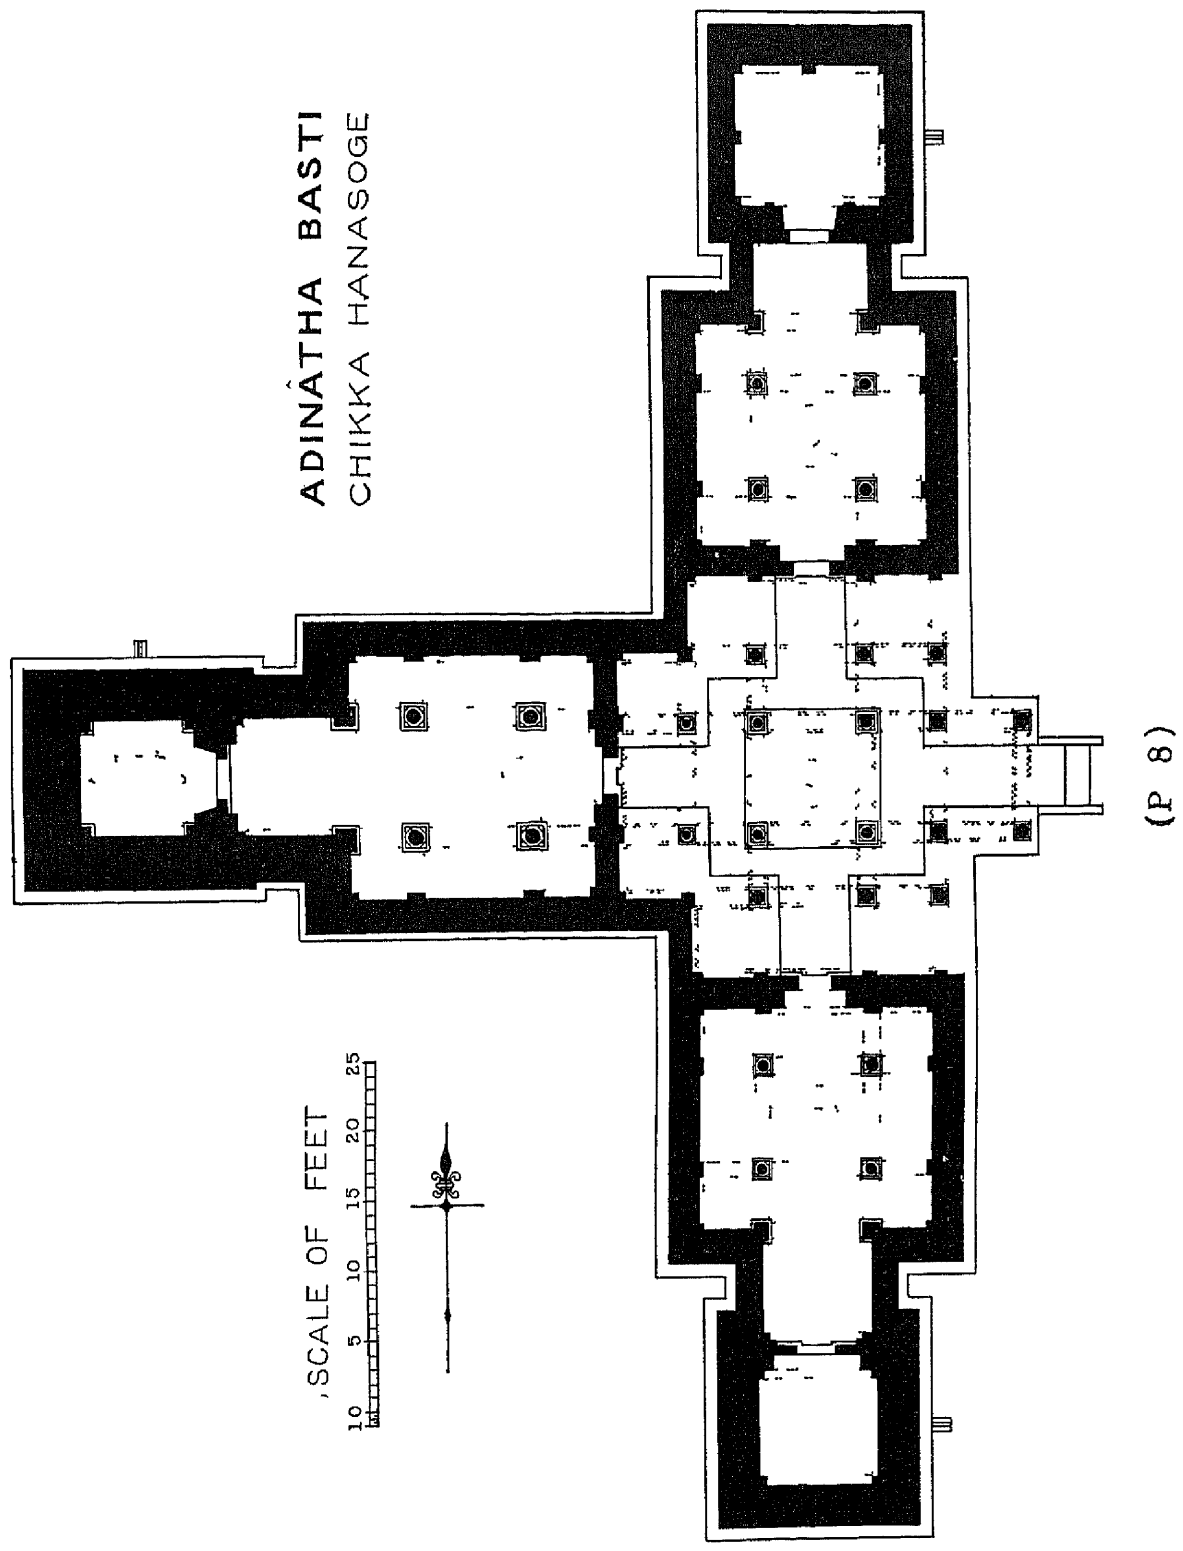 ADINÂTHA BASTI
CHIKKA HANASOGE
SCALE OF FEET
10 5 10 15 20 25
(P 8)